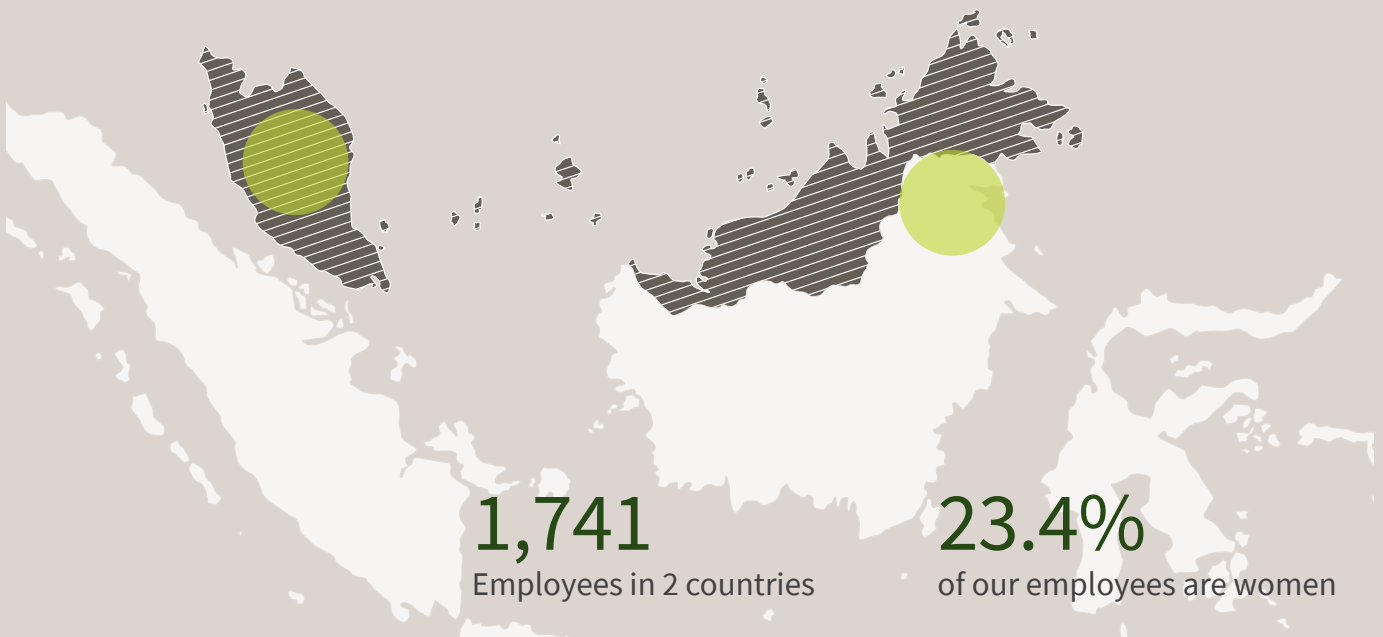 1,741
Employees in 2 countries
23.4%
of our employees are women